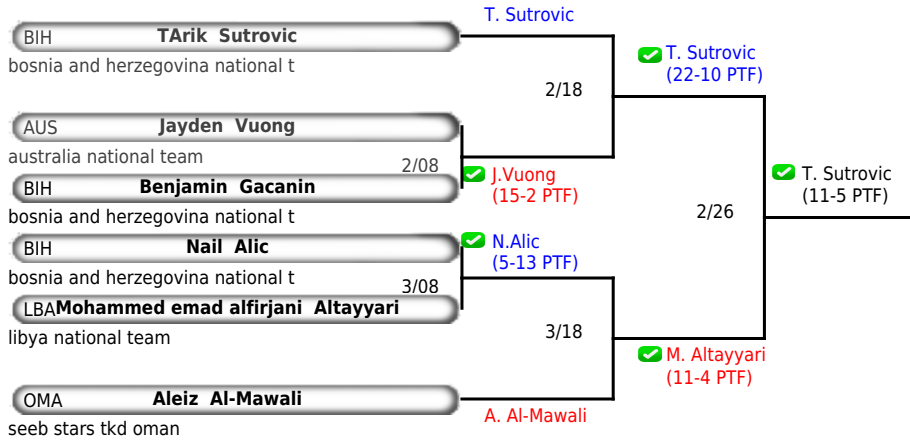 T. Sutrovic
BIH TArik Sutrovic
bosnia and herzegovina national t
T. Sutrovic
(22-10 PTF)
2/18
AUS Jayden Vuong
australia national team
2/08
J.Vuong
(15-2 PTF)
BIH Benjamin Gacanin
bosnia and herzegovina national t
T. Sutrovic
(11-5 PTF)
2/26
BIH Nail Alic
bosnia and herzegovina national t
N.Alic
(5-13 PTF)
3/08
LBA Mohammed emad alfirjani Altayyari
libya national team
3/18
M. Altayyari
(11-4 PTF)
OMA Aleiz Al-Mawali
seeb stars tkd oman
A. Al-Mawali